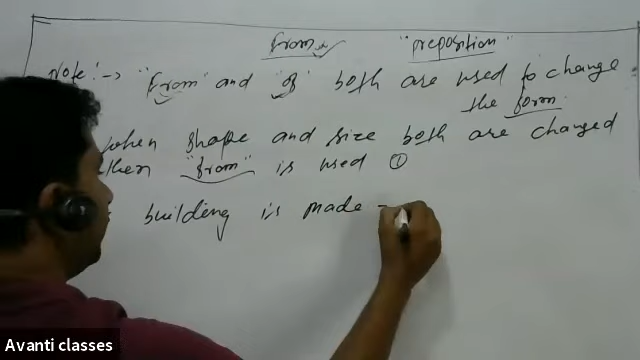 from "preposition"
Note :-> "from" and "of" both are used to change
the form.
when shape and size both are changed
then "from" is used ①
building is made
Avanti classes